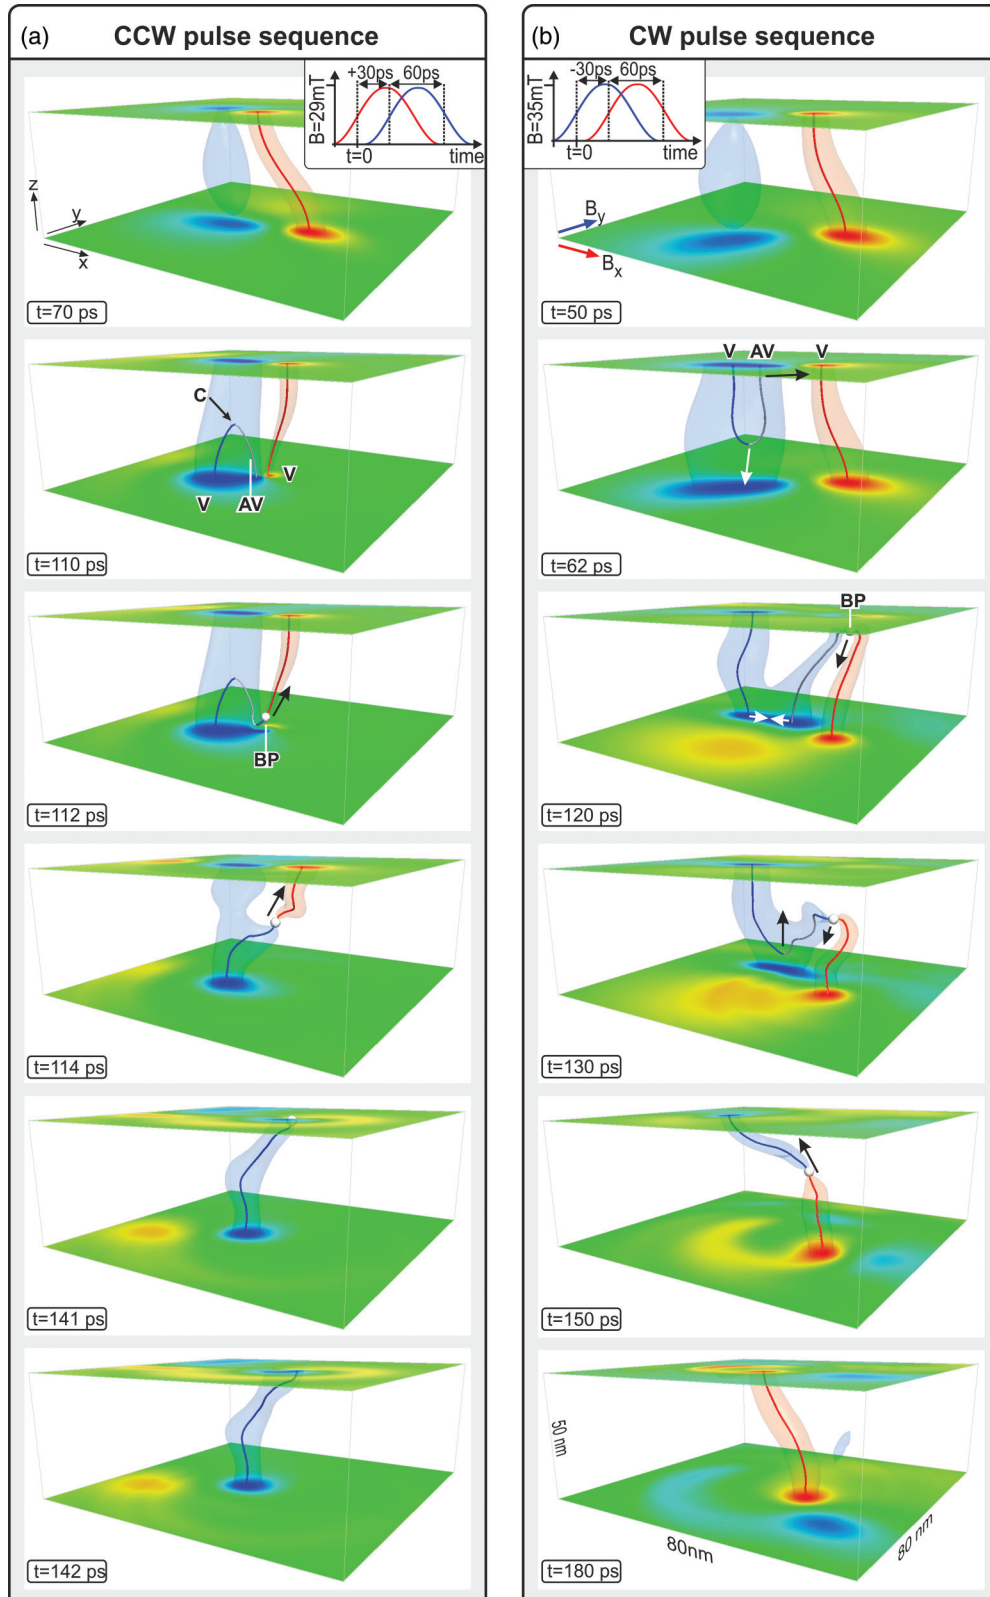 (a) CCW pulse sequence
B=29mT
+30ps 60ps
t=0 time
z
y
x
t=70 ps
C
V
V AV
t=110 ps
BP
t=112 ps
t=114 ps
t=141 ps
t=142 ps
(b) CW pulse sequence
B=35mT
-30ps 60ps
t=0 time
By
Bx
t=50 ps
V AV V
t=62 ps
BP
t=120 ps
t=130 ps
t=150 ps
50 nm
80nm
80 nm
t=180 ps